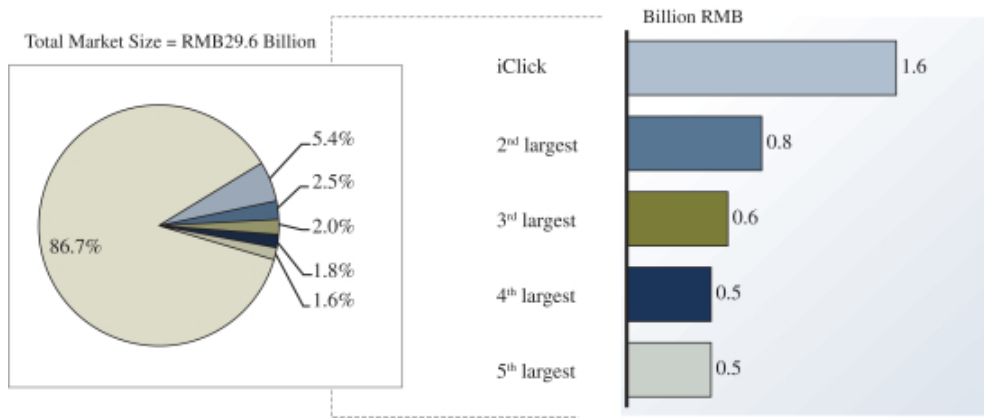 Total Market Size = RMB29.6 Billion
5.4%
2.5%
2.0%
1.8%
1.6%
86.7%
Billion RMB
iClick
1.6
2nd largest
0.8
3rd largest
0.6
4th largest
0.5
5th largest
0.5